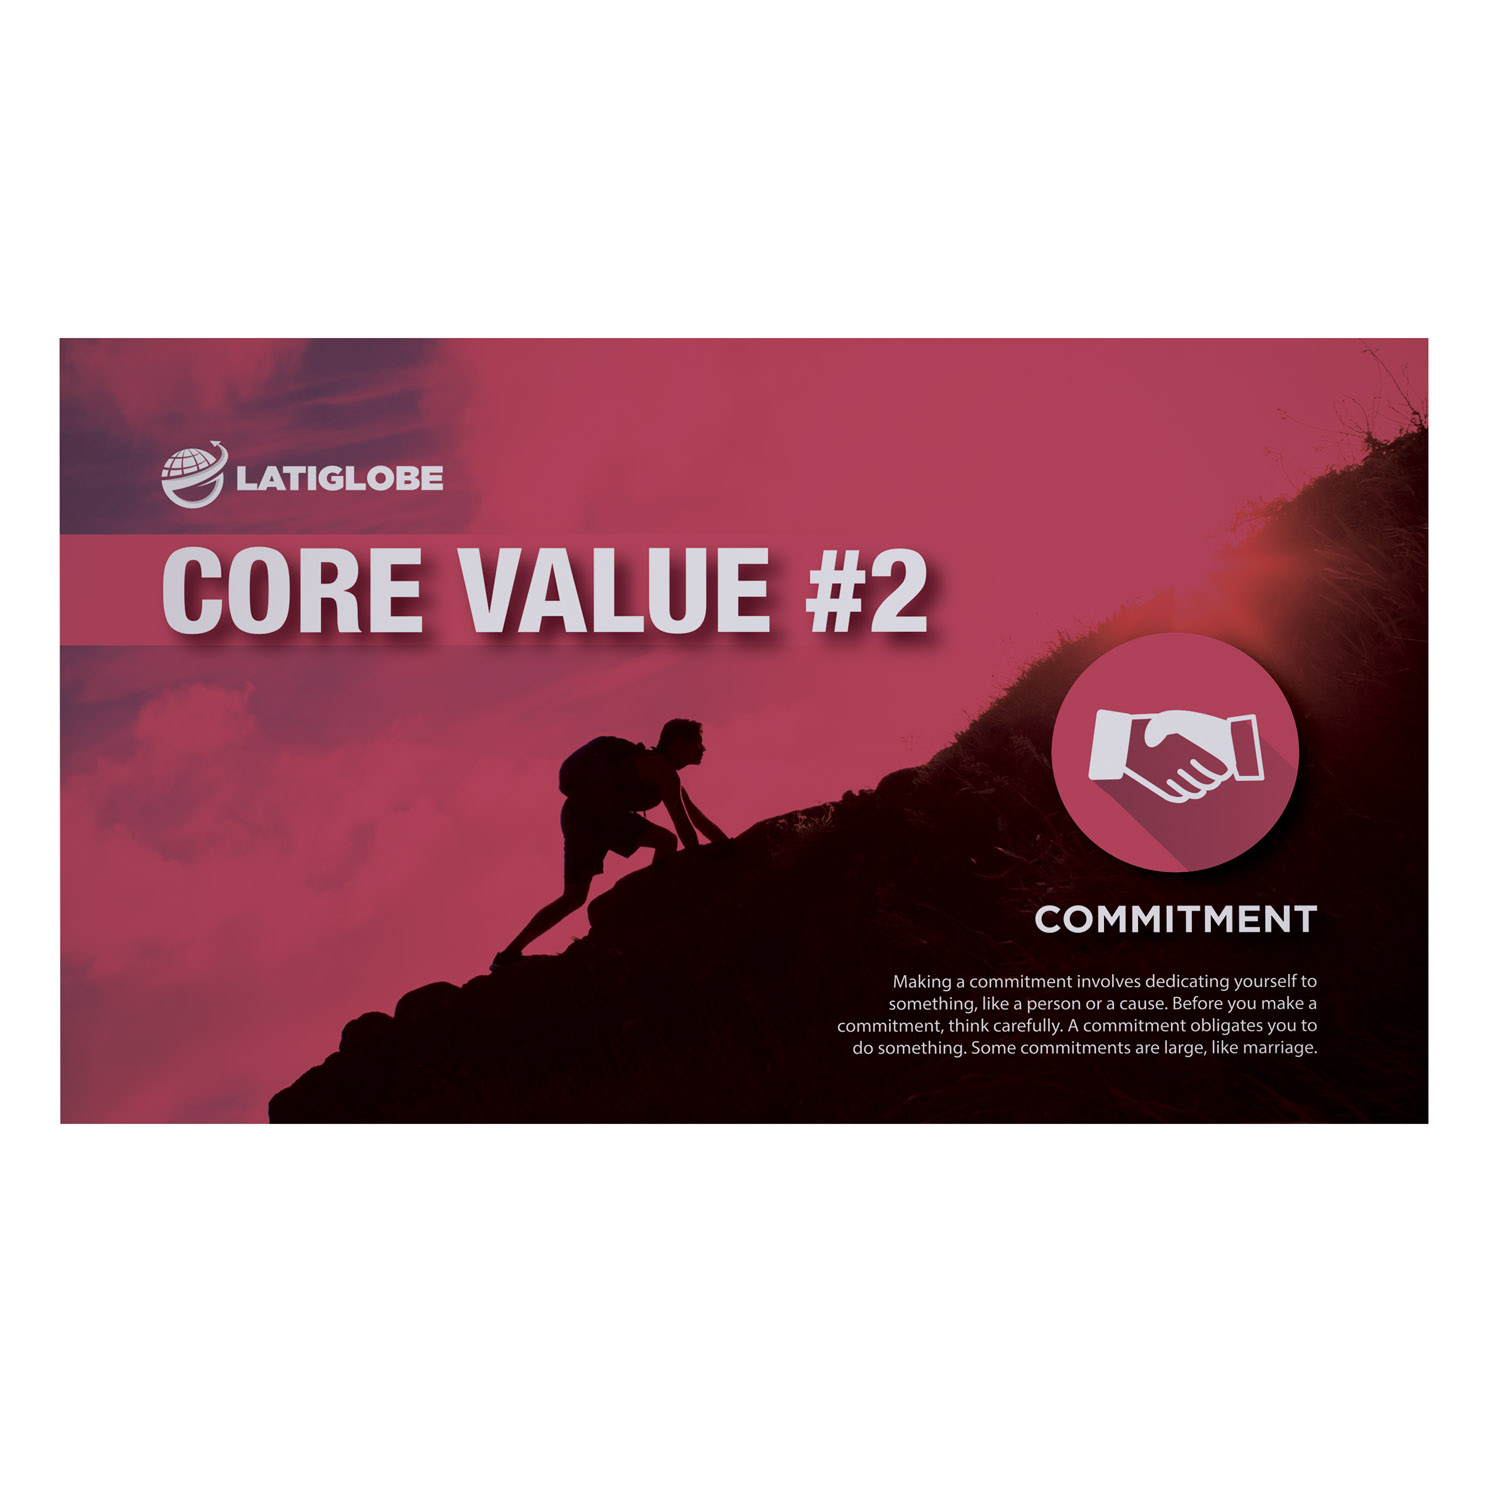 LATIGLOBE
CORE VALUE #2
COMMITMENT
Making a commitment involves dedicating yourself to
something, like a person or a cause. Before you make a
commitment, think carefully. A commitment obligates you to
do something. Some commitments are large, like marriage.